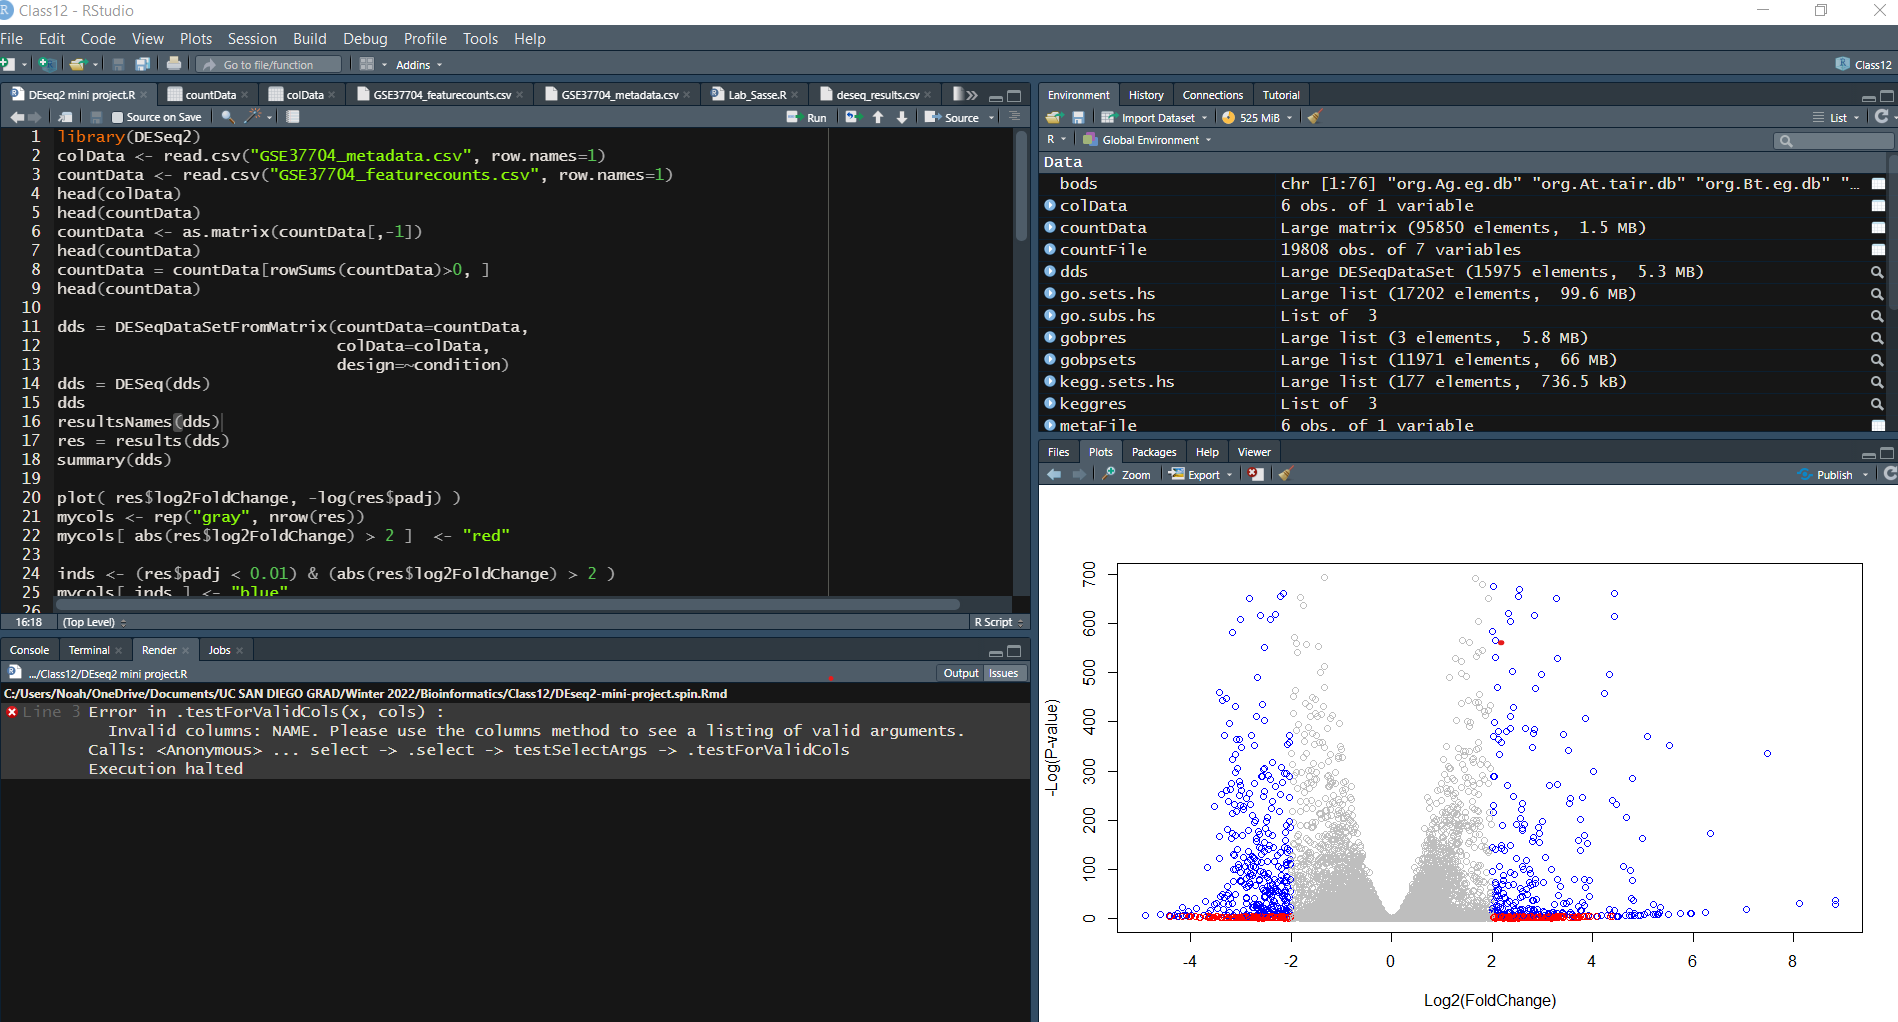 Class12 - RStudio
File Edit Code View Plots Session Build Debug Profile Tools Help
Go to file/function Addins Class12
DEseq2 mini project.R countData colData GSE37704_featurecounts.csv GSE37704_metadata.csv Lab_Sasse.R deseq_results.csv
Source on Save Run Source
1 library(DESeq2)
2 colData <- read.csv("GSE37704_metadata.csv", row.names=1)
3 countData <- read.csv("GSE37704_featurecounts.csv", row.names=1)
4 head(colData)
5 head(countData)
6 countData <- as.matrix(countData[,-1])
7 head(countData)
8 countData = countData[rowSums(countData)>0, ]
9 head(countData)
10
11 dds = DESeqDataSetFromMatrix(countData=countData,
12 colData=colData,
13 design=~condition)
14 dds = DESeq(dds)
15 dds
16 resultsNames(dds)
17 res = results(dds)
18 summary(dds)
19
20 plot( res$log2FoldChange, -log(res$padj) )
21 mycols <- rep("gray", nrow(res))
22 mycols[ abs(res$log2FoldChange) > 2 ] <- "red"
23
24 inds <- (res$padj < 0.01) & (abs(res$log2FoldChange) > 2 )
25 mycols[ inds ] <- "blue"
26
16:18 (Top Level) R Script
Console Terminal Render Jobs
.../Class12/DEseq2 mini project.R Output Issues
C:/Users/Noah/OneDrive/Documents/UC SAN DIEGO GRAD/Winter 2022/Bioinformatics/Class12/DEseq2-mini-project.spin.Rmd
Line 3 Error in .testForValidCols(x, cols) :
Invalid columns: NAME. Please use the columns method to see a listing of valid arguments.
Calls: <Anonymous> ... select -> .select -> testSelectArgs -> .testForValidCols
Execution halted
Environment History Connections Tutorial
Import Dataset 525 MiB List
R Global Environment
Data
bods chr [1:76] "org.Ag.eg.db" "org.At.tair.db" "org.Bt.eg.db" "...
colData 6 obs. of 1 variable
countData Large matrix (95850 elements, 1.5 MB)
countFile 19808 obs. of 7 variables
dds Large DESeqDataSet (15975 elements, 5.3 MB)
go.sets.hs Large list (17202 elements, 99.6 MB)
go.subs.hs List of 3
gobpres Large list (3 elements, 5.8 MB)
gobpsets Large list (11971 elements, 66 MB)
kegg.sets.hs Large list (177 elements, 736.5 kB)
keggres List of 3
metaFile 6 obs. of 1 variable
Files Plots Packages Help Viewer
Zoom Export Publish
-Log(P-value)
700
600
500
400
300
200
100
0
-4 -2 0 2 4 6 8
Log2(FoldChange)